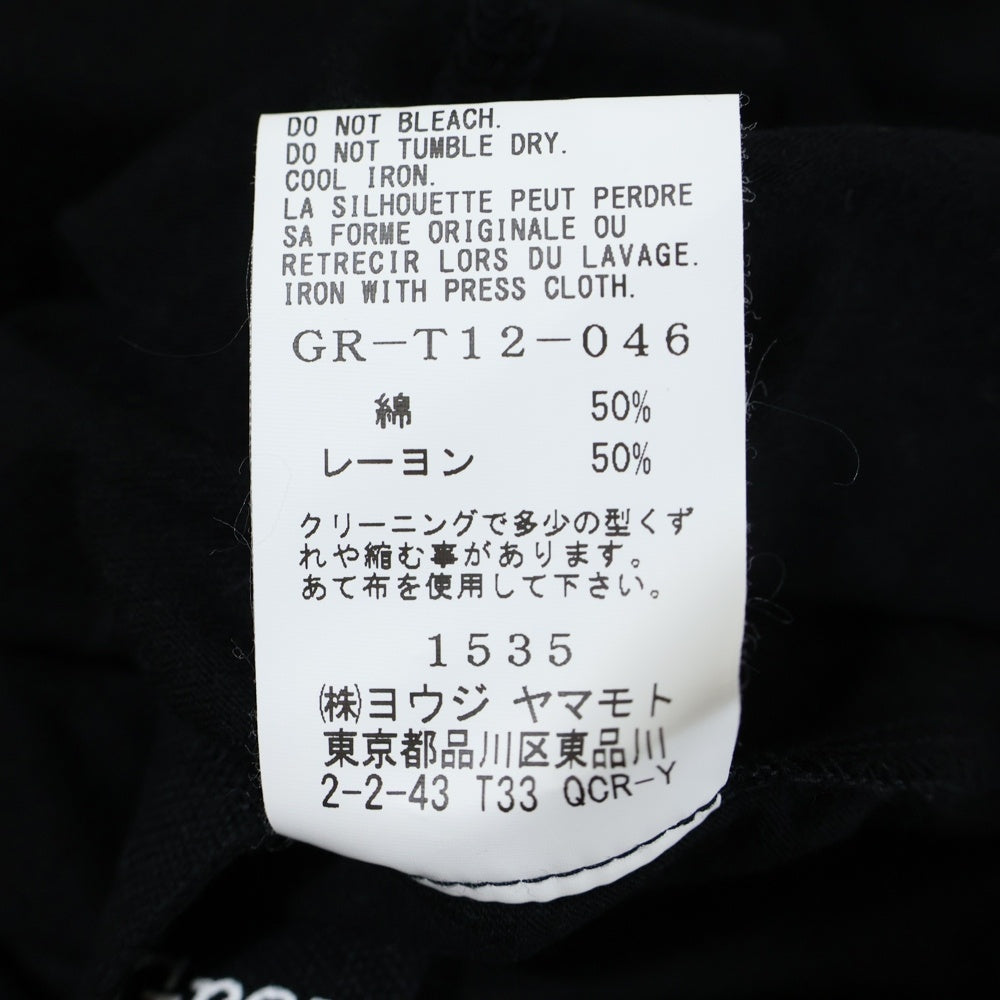 DO NOT BLEACH.
DO NOT TUMBLE DRY.
COOL IRON.
LA SILHOUETTE PEUT PERDRE
SA FORME ORIGINALE OU
RETRECIR LORS DU LAVAGE.
IRON WITH PRESS CLOTH.
GR-T12-046
綿 50%
レーヨン 50%
クリーニングで多少の型くず
れや縮む事があります。
あて布を使用して下さい。
1535
㈱ヨウジ ヤマモト
東京都品川区東品川
2-2-43 T33 QCR-Y